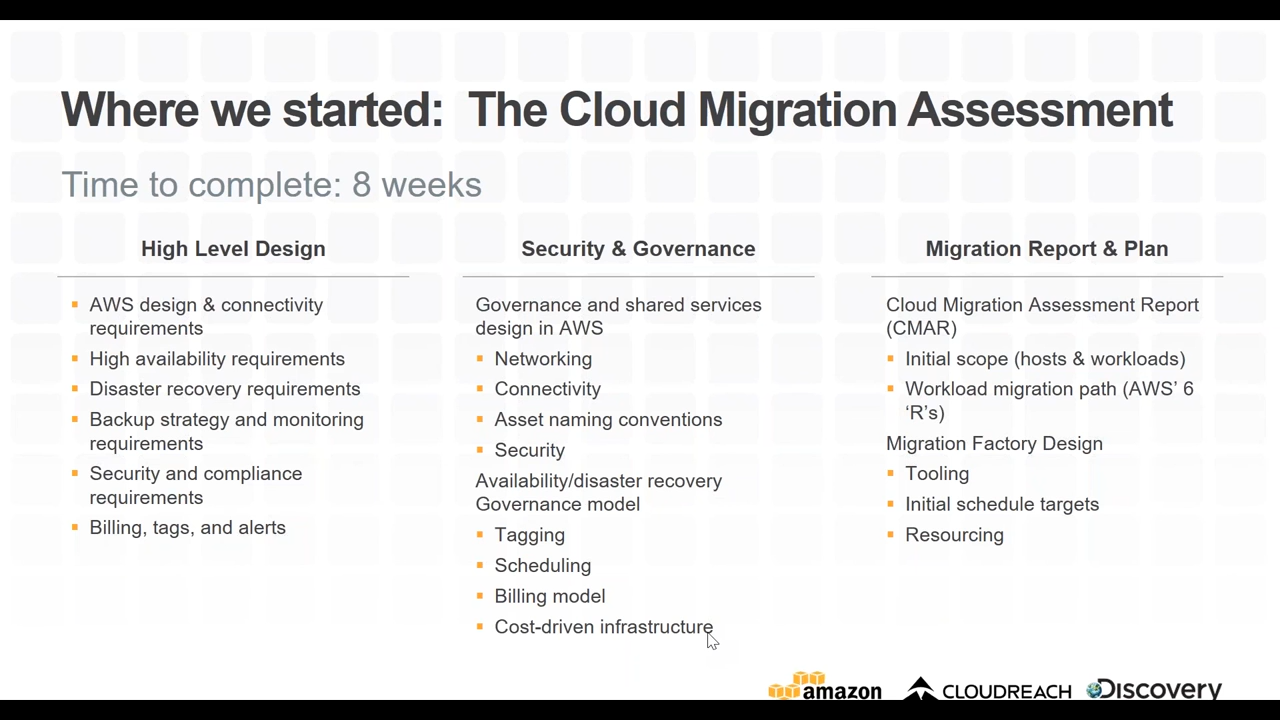 Where we started: The Cloud Migration Assessment
Time to complete: 8 weeks
High Level Design
AWS design & connectivity
requirements
High availability requirements
Disaster recovery requirements
Backup strategy and monitoring
requirements
Security and compliance
requirements
Billing, tags, and alerts
Security & Governance
Governance and shared services
design in AWS
Networking
Connectivity
Asset naming conventions
Security
Availability/disaster recovery
Governance model
Tagging
Scheduling
Billing model
Cost-driven infrastructure
Migration Report & Plan
Cloud Migration Assessment Report
(CMAR)
Initial scope (hosts & workloads)
Workload migration path (AWS’ 6
‘R’s)
Migration Factory Design
Tooling
Initial schedule targets
Resourcing
amazon
CLOUDREACH
Discovery